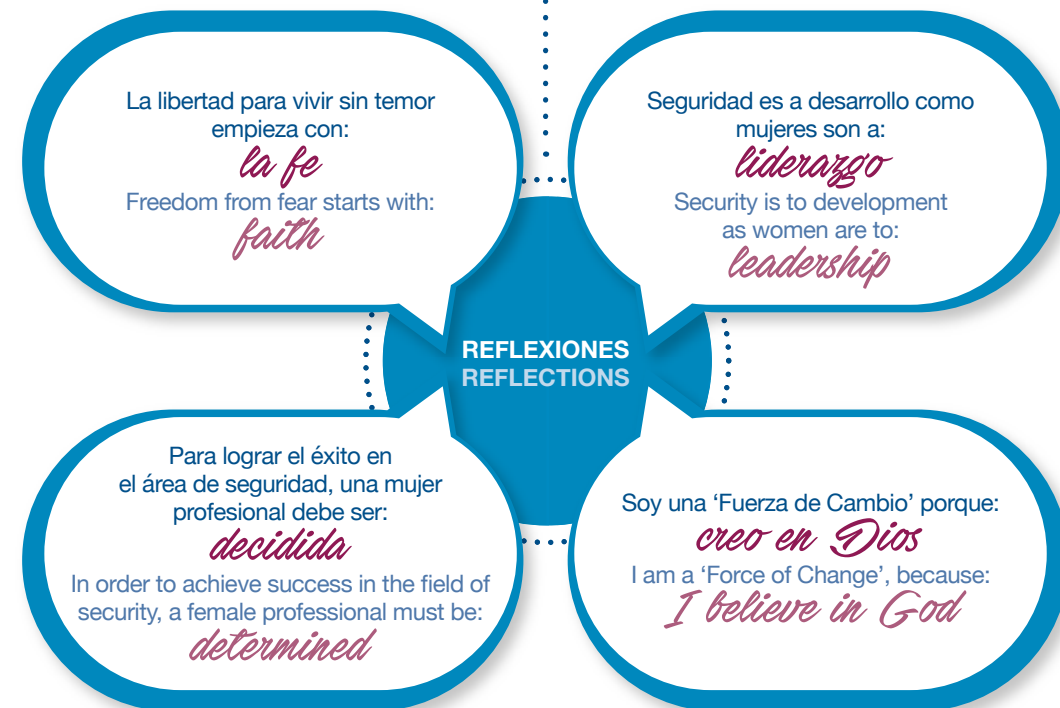 La libertad para vivir sin temor
empieza con:
la fe
Freedom from fear starts with:
faith
Seguridad es a desarrollo como
mujeres son a:
liderazgo
Security is to development
as women are to:
leadership
REFLEXIONES
REFLECTIONS
Para lograr el éxito en
el área de seguridad, una mujer
profesional debe ser:
decidida
In order to achieve success in the field of
security, a female professional must be:
determined
Soy una ‘Fuerza de Cambio’ porque:
creo en Dios
I am a ‘Force of Change’, because:
I believe in God